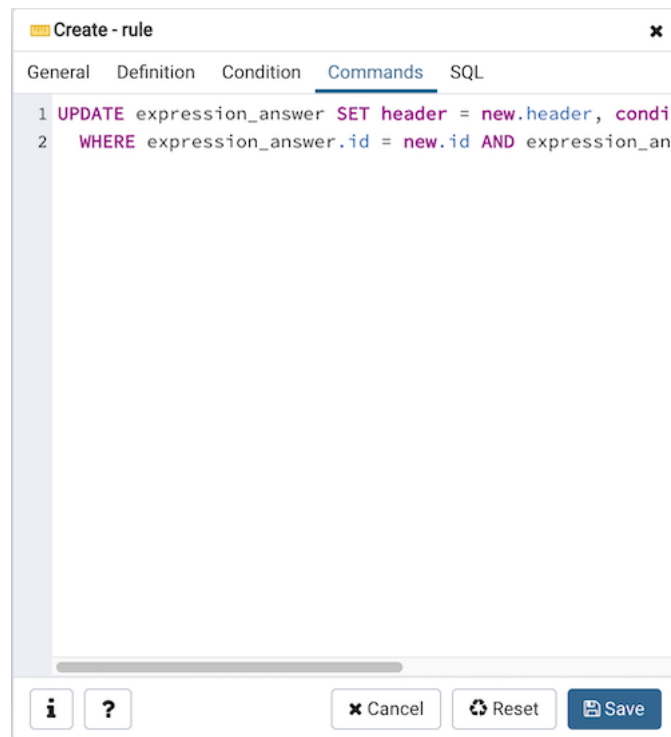 Create - rule
General Definition Condition Commands SQL
1 UPDATE expression_answer SET header = new.header, condi
2 WHERE expression_answer.id = new.id AND expression_an
i ? Cancel Reset Save